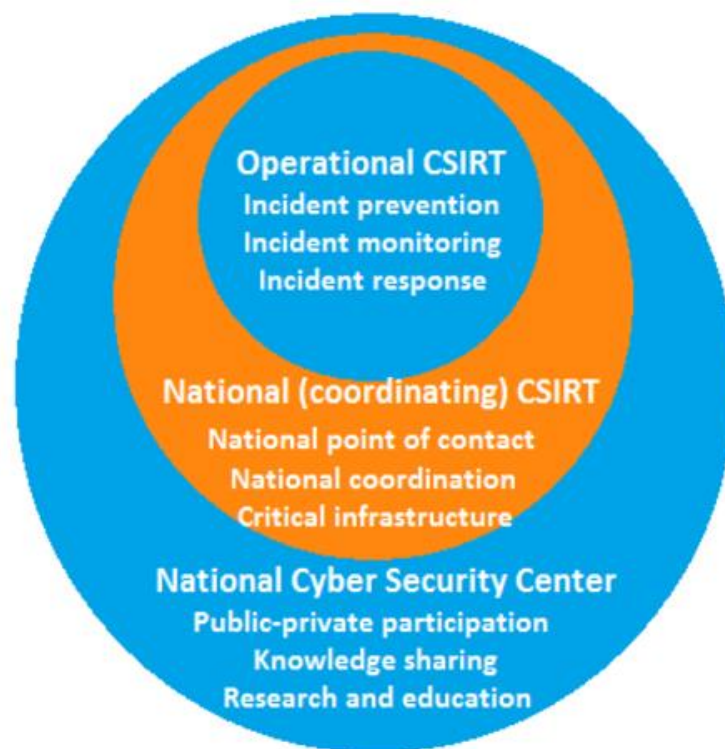 Operational CSIRT
Incident prevention
Incident monitoring
Incident response
National (coordinating) CSIRT
National point of contact
National coordination
Critical infrastructure
National Cyber Security Center
Public-private participation
Knowledge sharing
Research and education